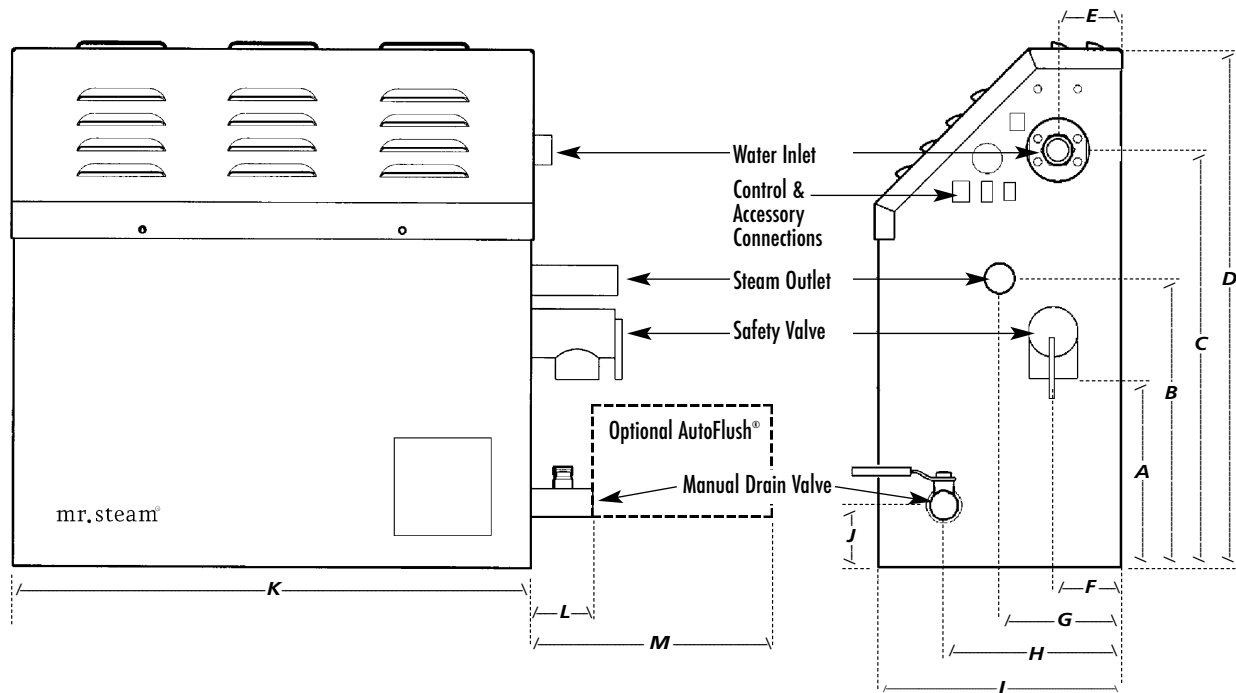 E
Water Inlet
Control &
Accessory
Connections
D
Steam Outlet
C
Safety Valve
B
Optional AutoFlush®
A
Manual Drain Valve
mr.steam®
J
K
L
F
G
M
H
I